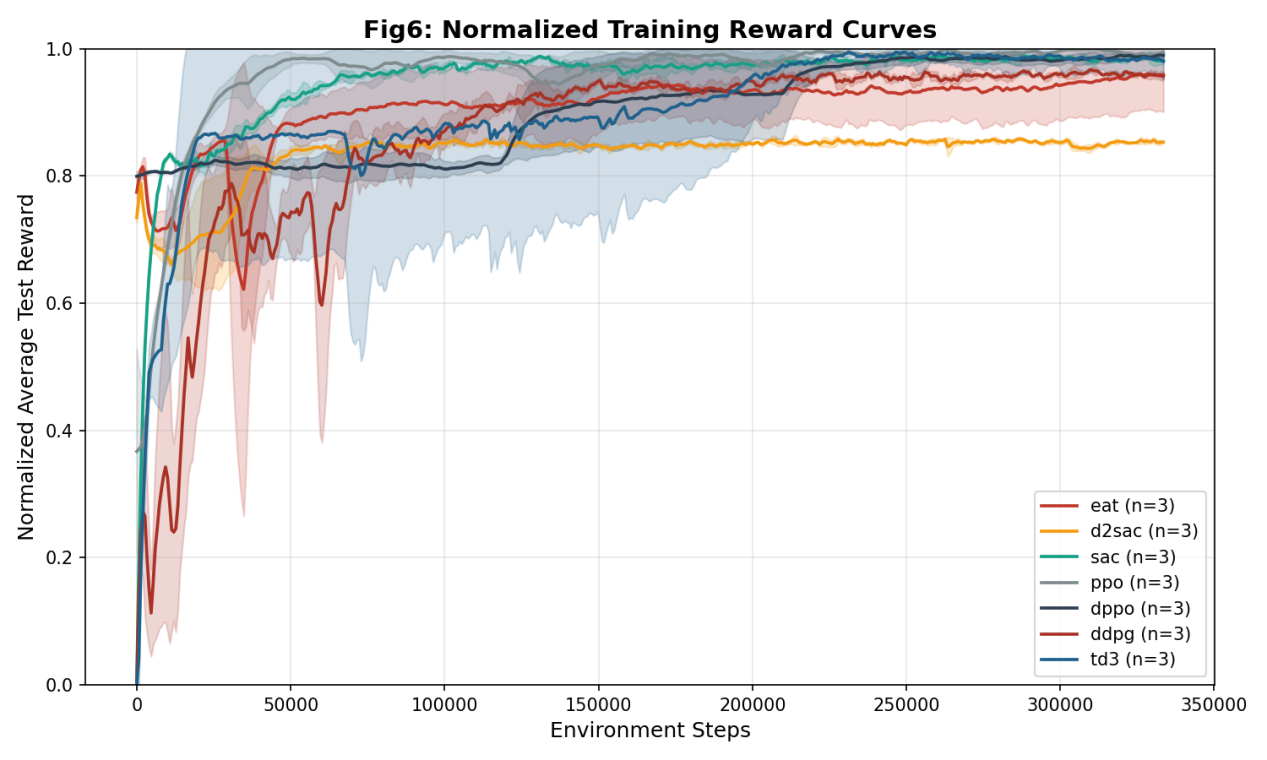 Fig6: Normalized Training Reward Curves
1.0
0.8
0.6
0.4
0.2
0.0
Normalized Average Test Reward
0
50000
100000
150000
200000
250000
300000
350000
Environment Steps
eat (n=3)
d2sac (n=3)
sac (n=3)
ppo (n=3)
dppo (n=3)
ddpg (n=3)
td3 (n=3)